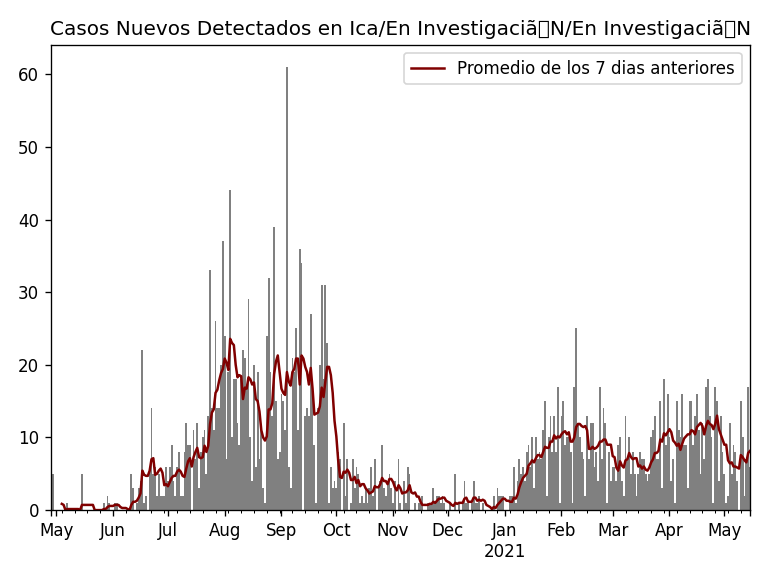 Casos Nuevos Detectados en Ica/En Investigaciã▯N/En Investigaciã▯N
Promedio de los 7 dias anteriores
60
50
40
30
20
10
0
May Jun Jul Aug Sep Oct Nov Dec Jan Feb Mar Apr May
2021